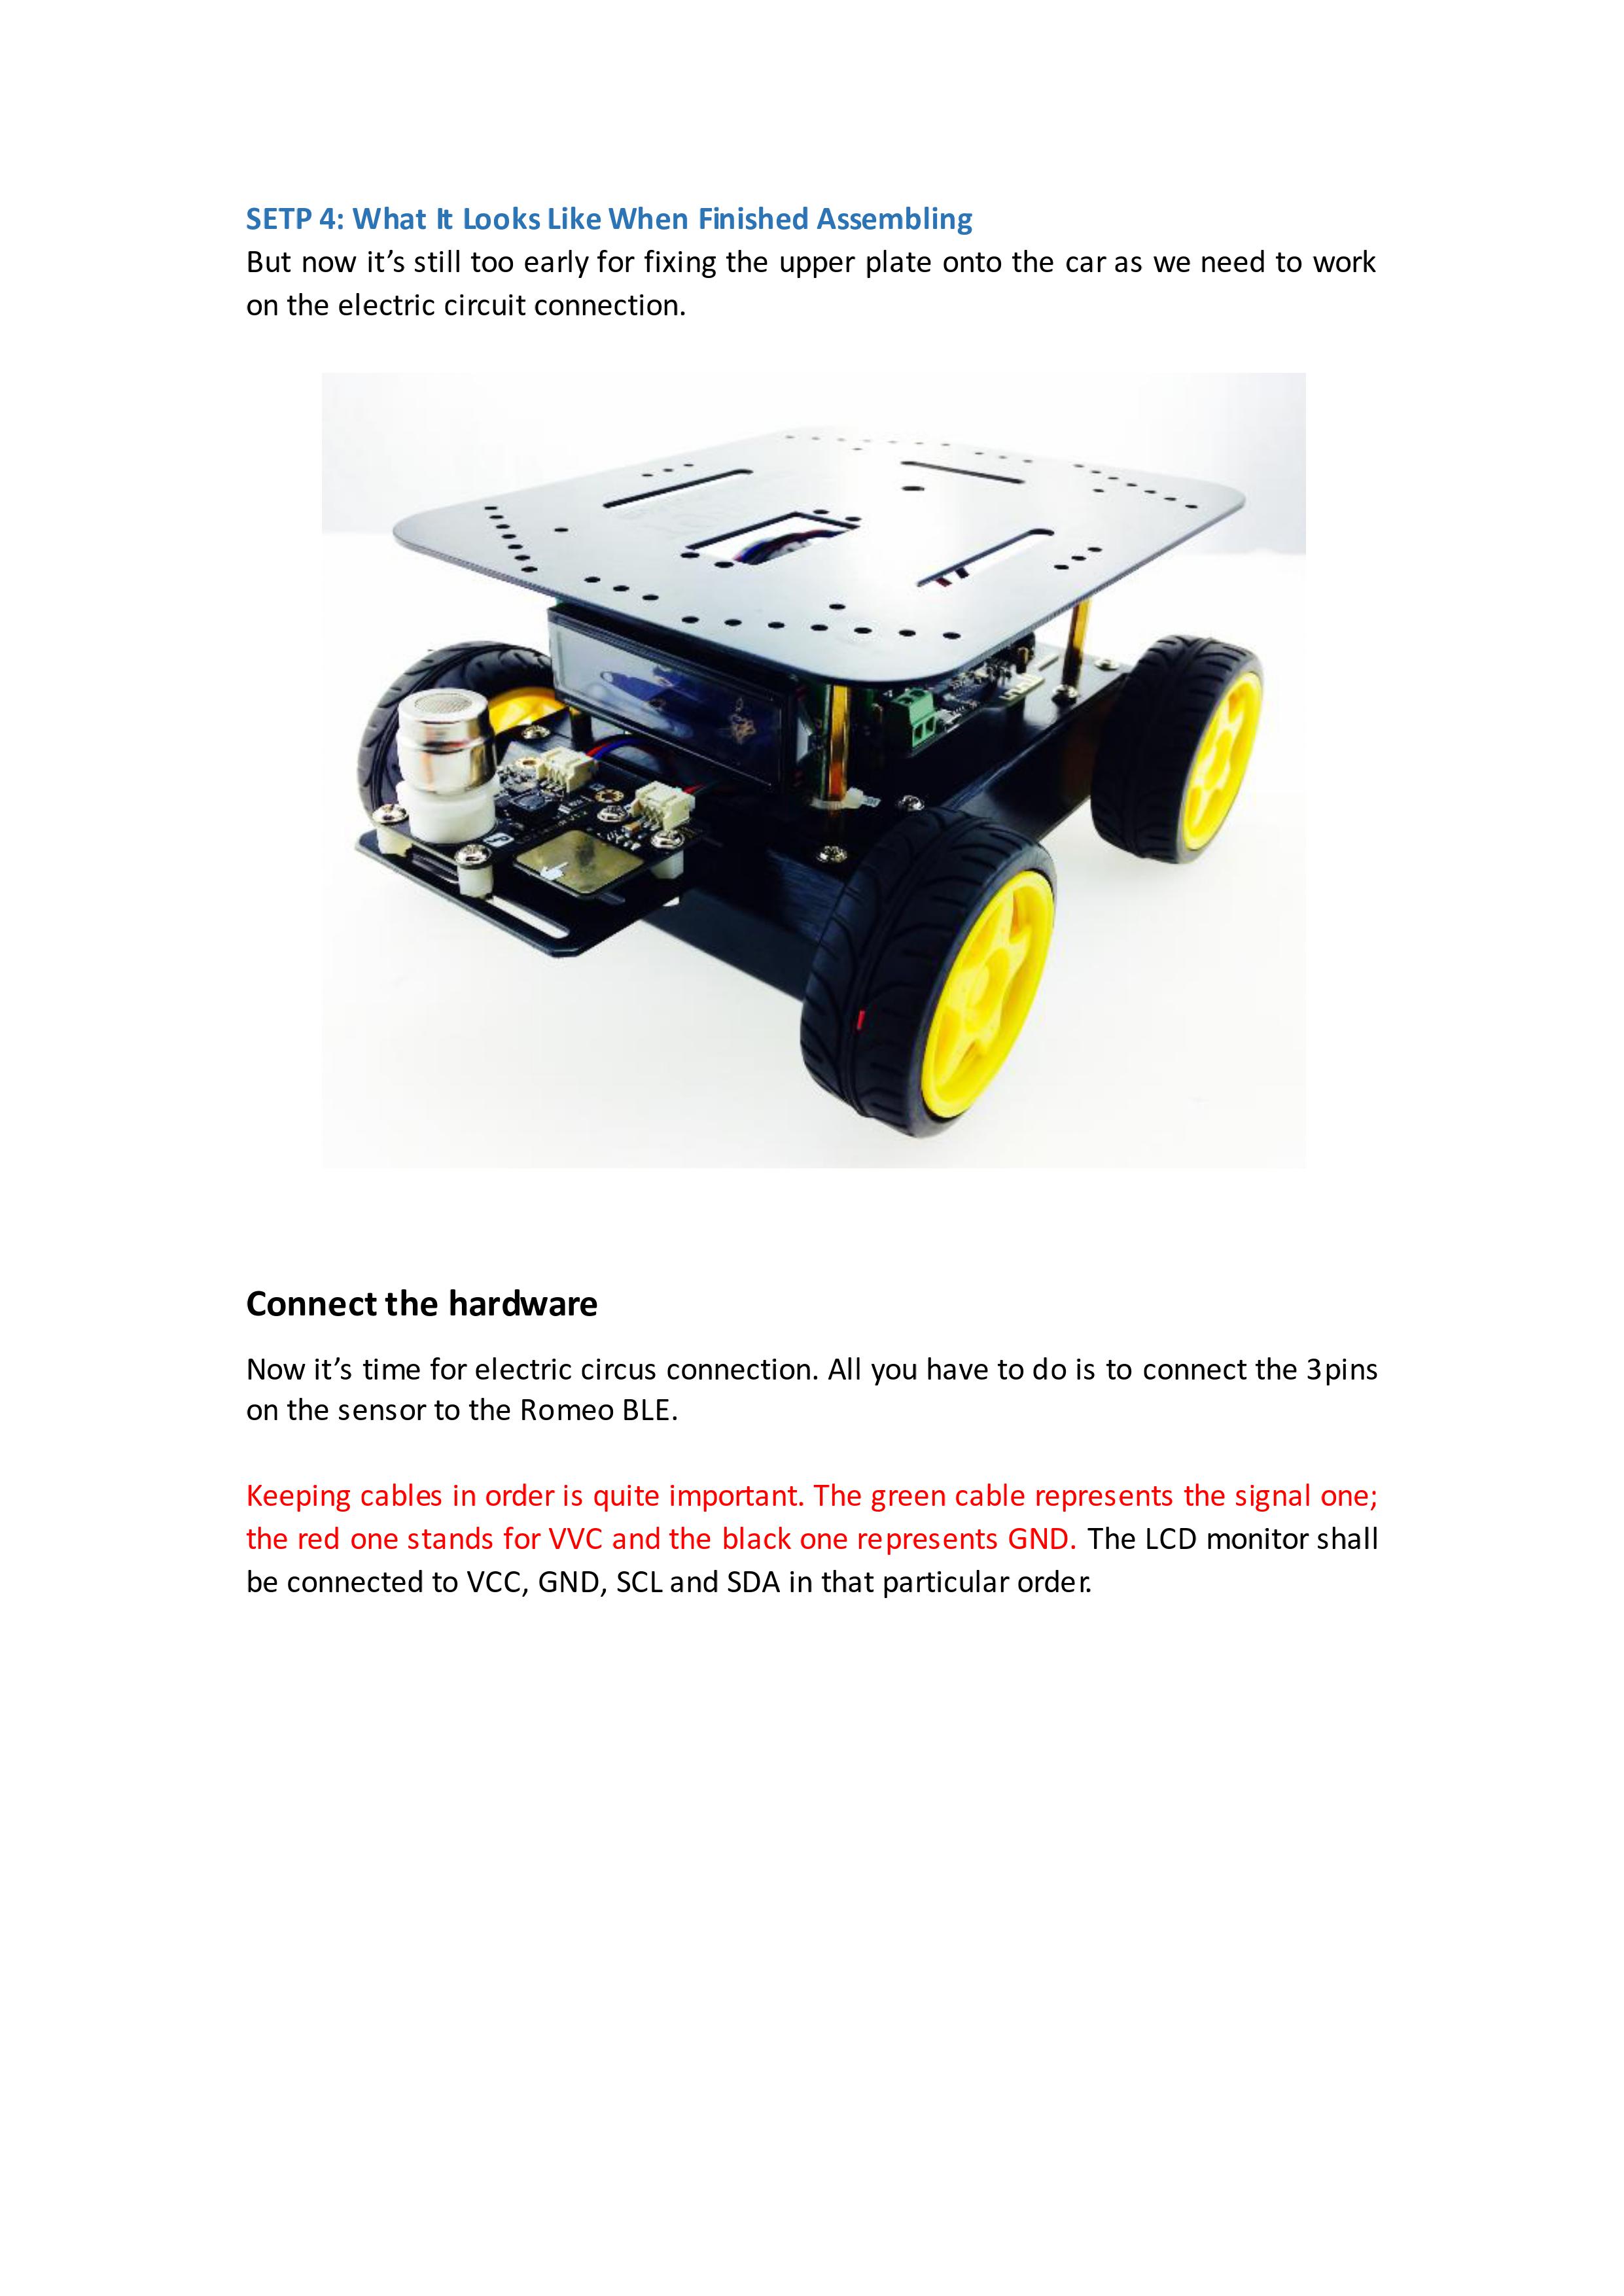 SETP 4: What It Looks Like When Finished Assembling
But now it’s still too early for fixing the upper plate onto the car as we need to work
on the electric circuit connection.
Connect the hardware
Now it’s time for electric circus connection. All you have to do is to connect the 3pins
on the sensor to the Romeo BLE.
Keeping cables in order is quite important. The green cable represents the signal one;
the red one stands for VVC and the black one represents GND. The LCD monitor shall
be connected to VCC, GND, SCL and SDA in that particular order.